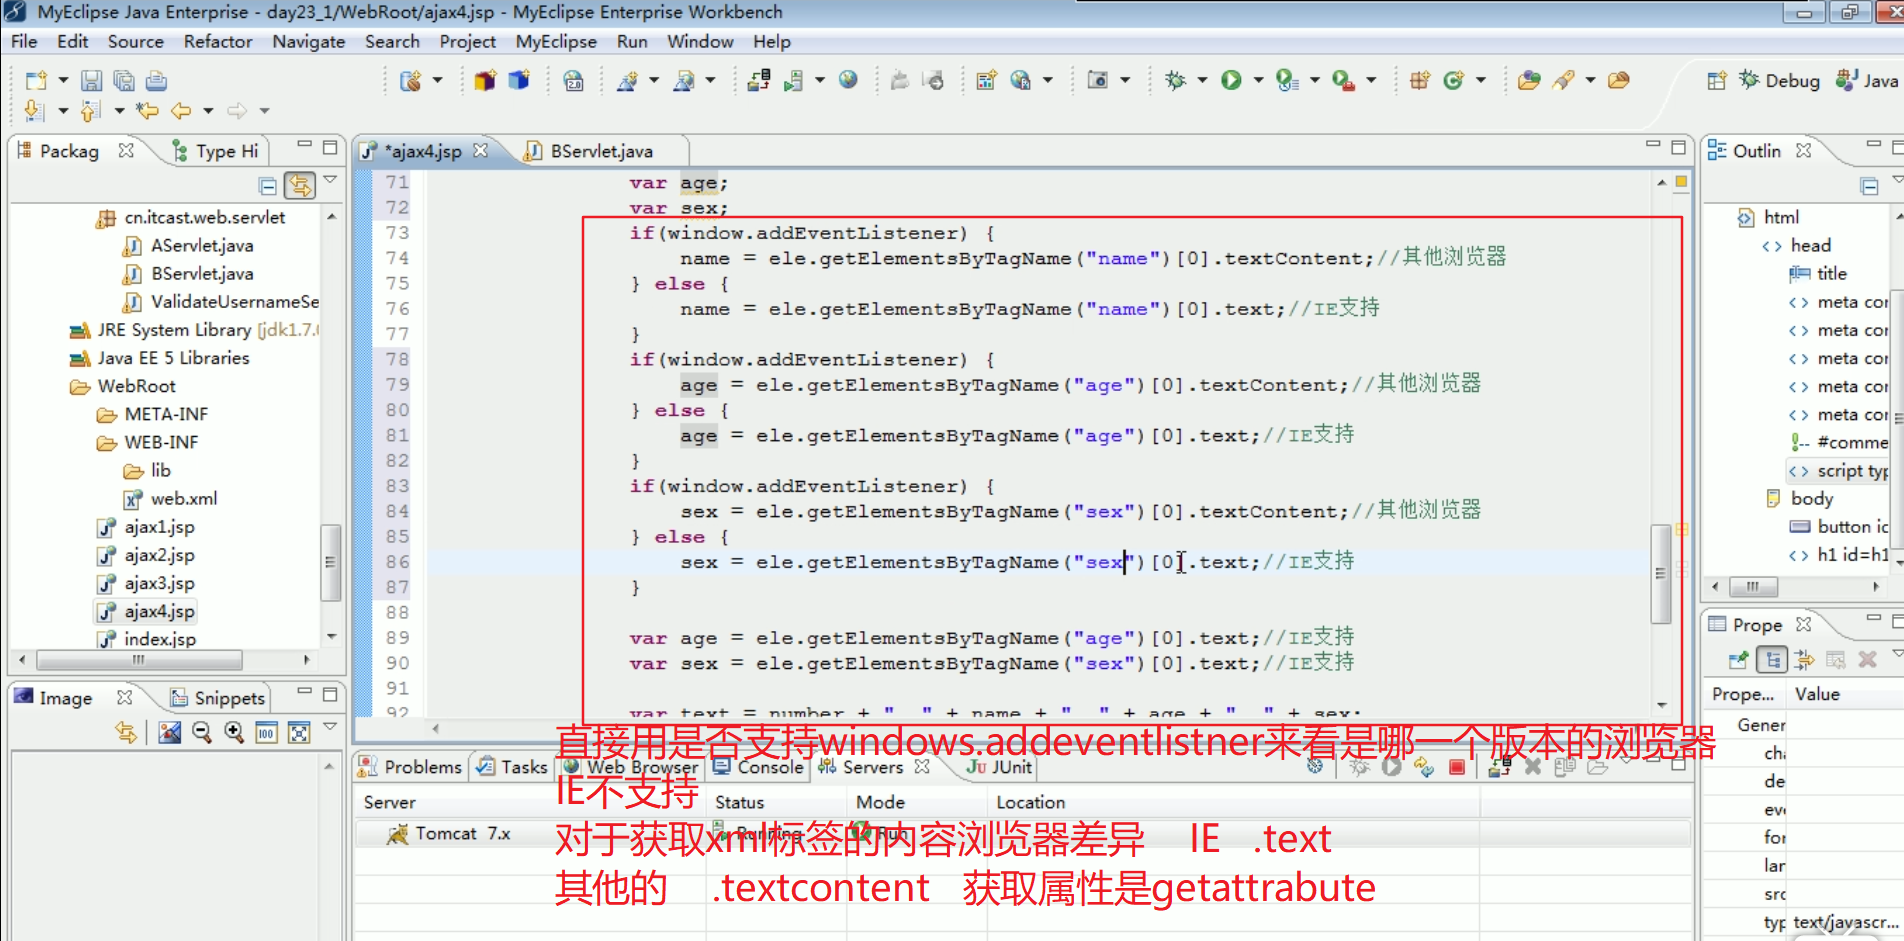 MyEclipse Java Enterprise - day23_1/WebRoot/ajax4.jsp - MyEclipse Enterprise Workbench
File Edit Source Refactor Navigate Search Project MyEclipse Run Window Help
Debug Java
Packag Type Hi
*ajax4.jsp BServlet.java
Outlin
cn.itcast.web.servlet
AServlet.java
BServlet.java
ValidateUsernameSe
JRE System Library [jdk1.7.
Java EE 5 Libraries
WebRoot
META-INF
WEB-INF
lib
web.xml
ajax1.jsp
ajax2.jsp
ajax3.jsp
ajax4.jsp
index.jsp
71 var age;
72 var sex;
73 if(window.addEventListener) {
74 name = ele.getElementsByTagName("name")[0].textContent;//其他浏览器
75 } else {
76 name = ele.getElementsByTagName("name")[0].text;//IE支持
77 }
78 if(window.addEventListener) {
79 age = ele.getElementsByTagName("age")[0].textContent;//其他浏览器
80 } else {
81 age = ele.getElementsByTagName("age")[0].text;//IE支持
82 }
83 if(window.addEventListener) {
84 sex = ele.getElementsByTagName("sex")[0].textContent;//其他浏览器
85 } else {
86 sex = ele.getElementsByTagName("sex")[0].text;//IE支持
87 }
88
89 var age = ele.getElementsByTagName("age")[0].text;//IE支持
90 var sex = ele.getElementsByTagName("sex")[0].text;//IE支持
91
92 var text = number + " " + name + " " + age + " " + sex;
html
head
title
meta cor
meta cor
meta cor
meta cor
meta cor
#comme
script typ
body
button id
h1 id=h1
Image Snippets
100
直接用是否支持windows.addeventlistner来看是哪一个版本的浏览器
IE不支持
对于获取xml标签的内容浏览器差异 IE .text
其他的 .textcontent 获取属性是getattrabute
Problems Tasks Web Browser Console Servers JUnit
Server Status Mode Location
Tomcat 7.x Running Run
Prope
Prope... Value
Gener
cha
de
eve
for
lan
src
typ text/javascr...